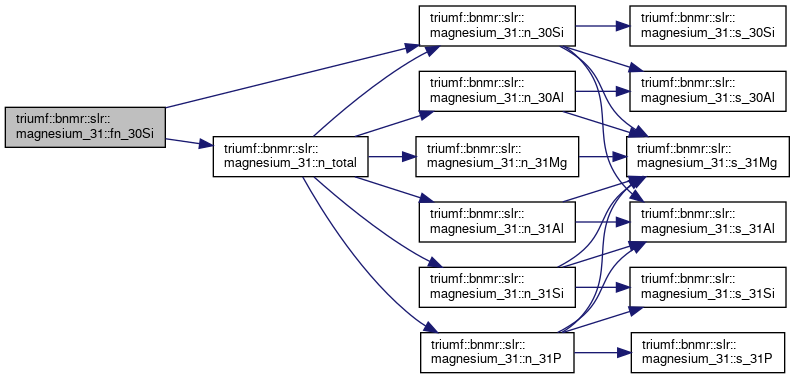 triumf::bnmr::slr::
magnesium_31::fn_30Si
triumf::bnmr::slr::
magnesium_31::n_total
triumf::bnmr::slr::
magnesium_31::n_30Si
triumf::bnmr::slr::
magnesium_31::n_30Al
triumf::bnmr::slr::
magnesium_31::n_31Mg
triumf::bnmr::slr::
magnesium_31::n_31Al
triumf::bnmr::slr::
magnesium_31::n_31Si
triumf::bnmr::slr::
magnesium_31::n_31P
triumf::bnmr::slr::
magnesium_31::s_30Si
triumf::bnmr::slr::
magnesium_31::s_30Al
triumf::bnmr::slr::
magnesium_31::s_31Mg
triumf::bnmr::slr::
magnesium_31::s_31Al
triumf::bnmr::slr::
magnesium_31::s_31Si
triumf::bnmr::slr::
magnesium_31::s_31P